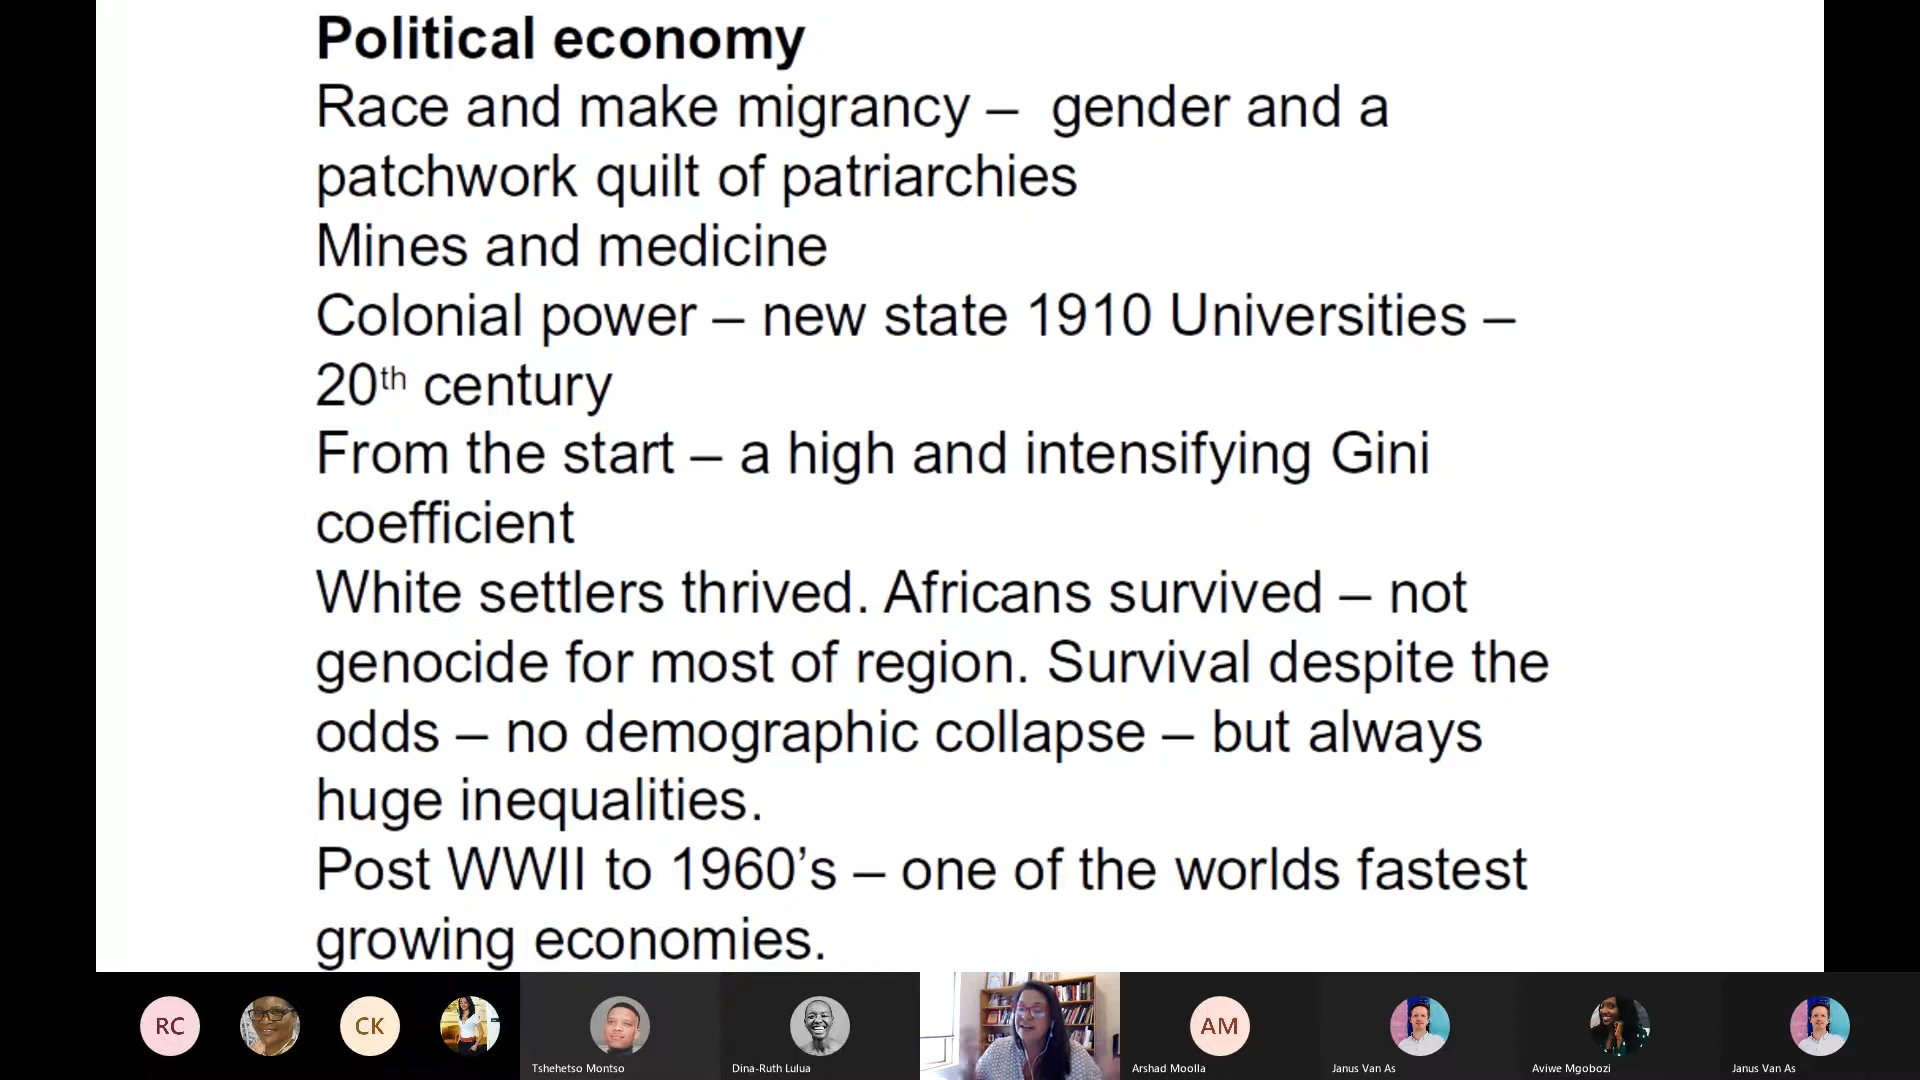 Political economy
Race and make migrancy –  gender and a
patchwork quilt of patriarchies
Mines and medicine
Colonial power – new state 1910 Universities –
20th century
From the start – a high and intensifying Gini
coefficient
White settlers thrived. Africans survived – not
genocide for most of region. Survival despite the
odds – no demographic collapse – but always
huge inequalities.
Post WWII to 1960’s – one of the worlds fastest
growing economies.
RC
CK
AM
Tshehetso Montso
Dina-Ruth Lulua
Arshad Moolla
Janus Van As
Aviwe Mgobozi
Janus Van As